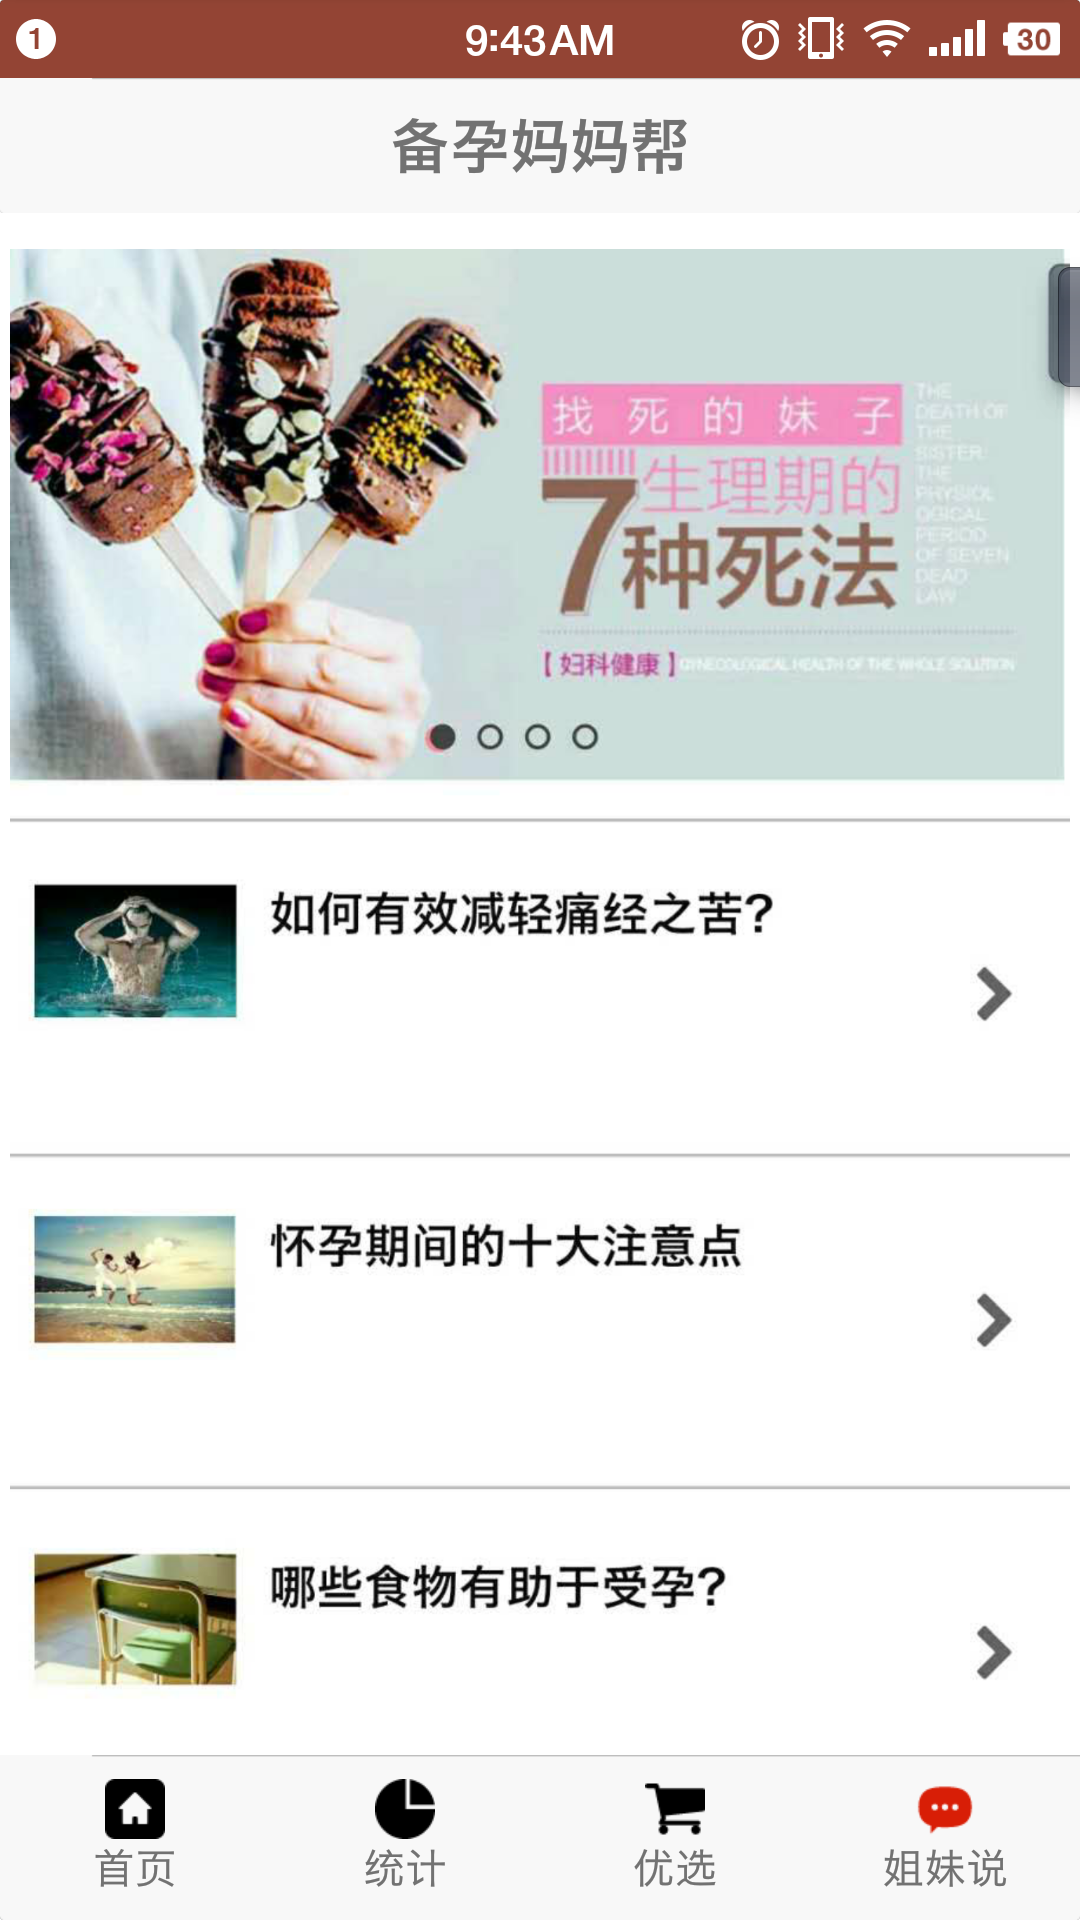 1
9:43AM
30
备孕妈妈帮
找死的妹子
生理期的
7种死法
THE
DEATH OF
THE
SISTER:
THE
PHYSIOL
OGICAL
PERIOD
OF SEVEN
DEAD
LAW
【妇科健康】GYNECOLOGICAL HEALTH OF THE WHOLE SOLUTION
如何有效减轻痛经之苦?
怀孕期间的十大注意点
哪些食物有助于受孕?
首页
统计
优选
姐妹说